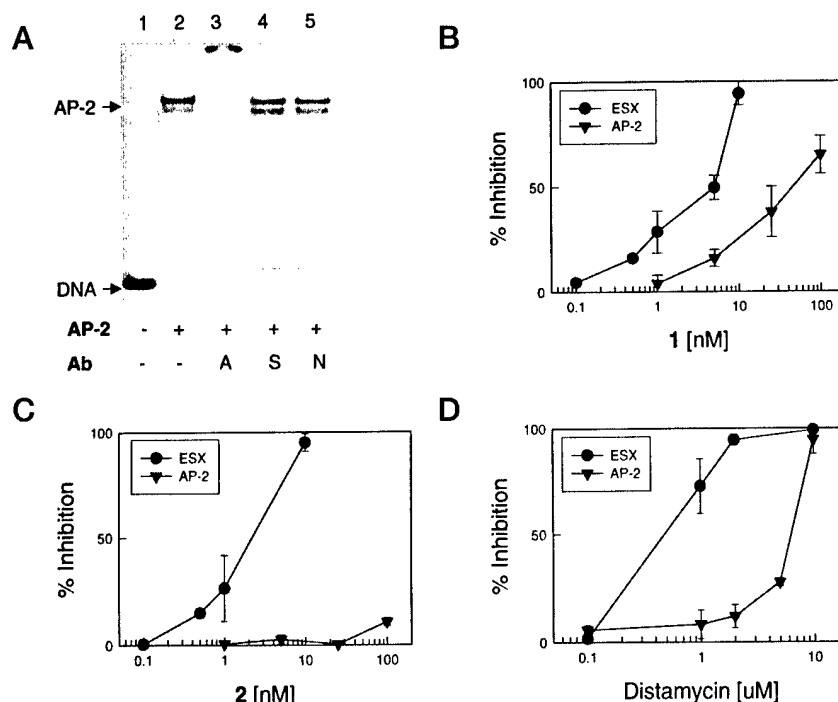 A
1 2 3 4 5
AP-2
DNA
AP-2 - + + + +
Ab - - A S N
B
100
50
0
% Inhibition
ESX
AP-2
0.1 1 10 100
1 [nM]
C
100
50
0
% Inhibition
ESX
AP-2
0.1 1 10 100
2 [nM]
D
100
50
0
% Inhibition
ESX
AP-2
0.1 1 10
Distamycin [uM]